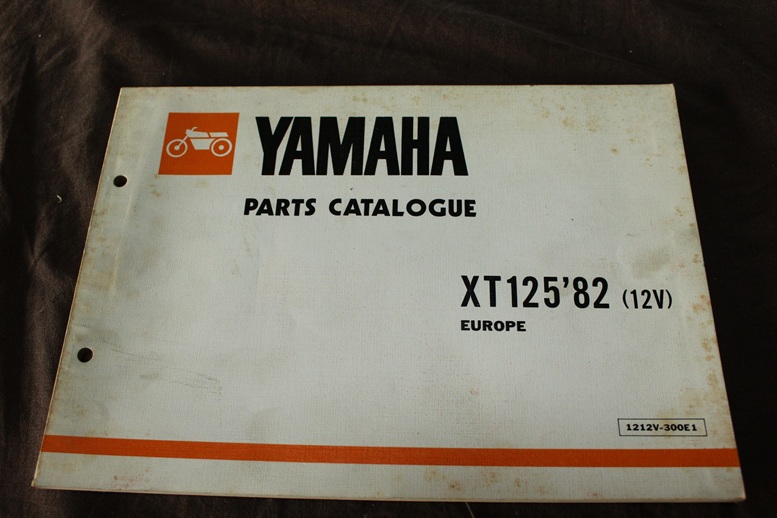 YAMAHA
PARTS CATALOGUE
XT125'82 (12V)
EUROPE
1212V-300E1